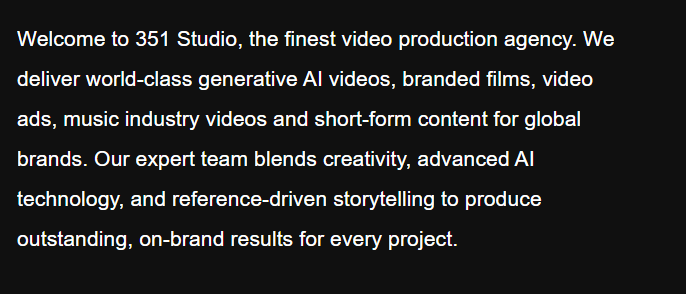 Welcome to 351 Studio, the finest video production agency. We
deliver world-class generative AI videos, branded films, video
ads, music industry videos and short-form content for global
brands. Our expert team blends creativity, advanced AI
technology, and reference-driven storytelling to produce
outstanding, on-brand results for every project.